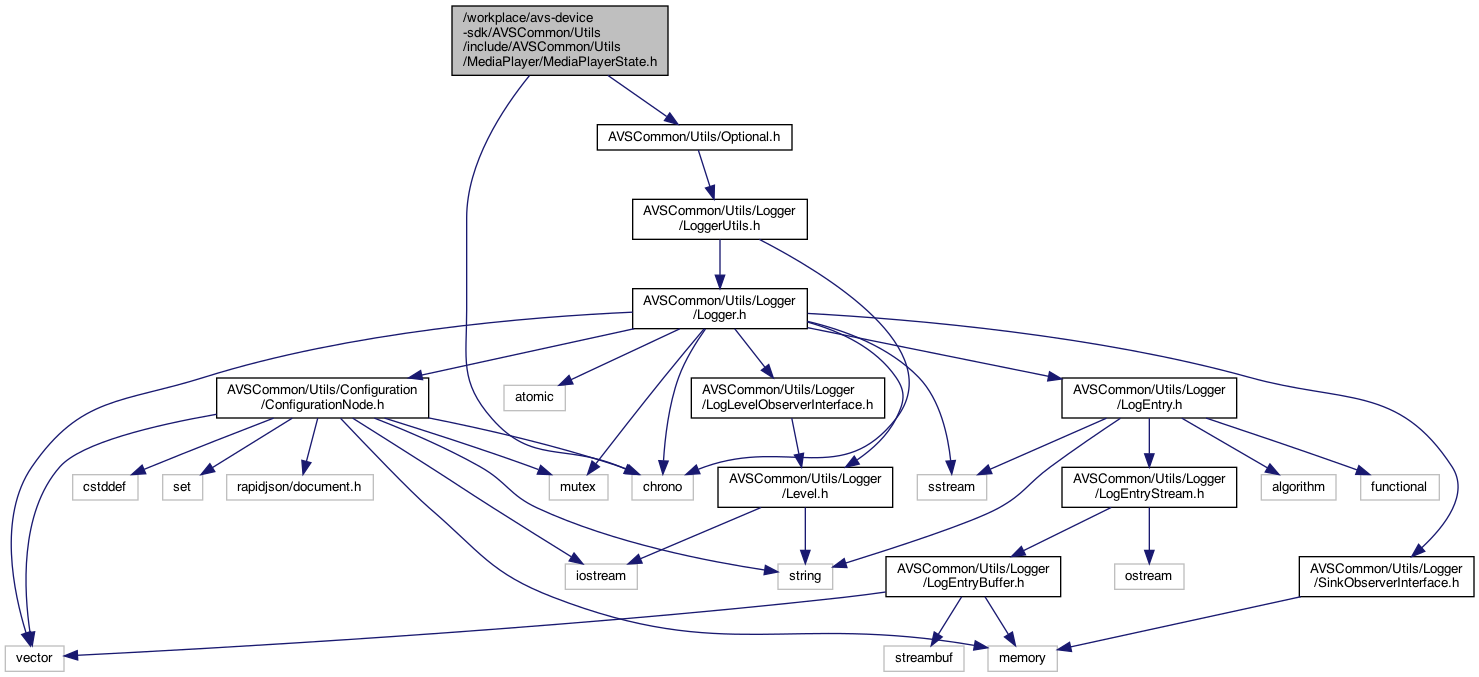 /workplace/avs-device
-sdk/AVSCommon/Utils
/include/AVSCommon/Utils
/MediaPlayer/MediaPlayerState.h
AVSCommon/Utils/Optional.h
AVSCommon/Utils/Logger
/LoggerUtils.h
AVSCommon/Utils/Logger
/Logger.h
AVSCommon/Utils/Configuration
/ConfigurationNode.h
atomic
AVSCommon/Utils/Logger
/LogLevelObserverInterface.h
AVSCommon/Utils/Logger
/LogEntry.h
cstddef
set
rapidjson/document.h
mutex
chrono
AVSCommon/Utils/Logger
/Level.h
sstream
AVSCommon/Utils/Logger
/LogEntryStream.h
algorithm
functional
iostream
string
AVSCommon/Utils/Logger
/LogEntryBuffer.h
ostream
AVSCommon/Utils/Logger
/SinkObserverInterface.h
vector
streambuf
memory